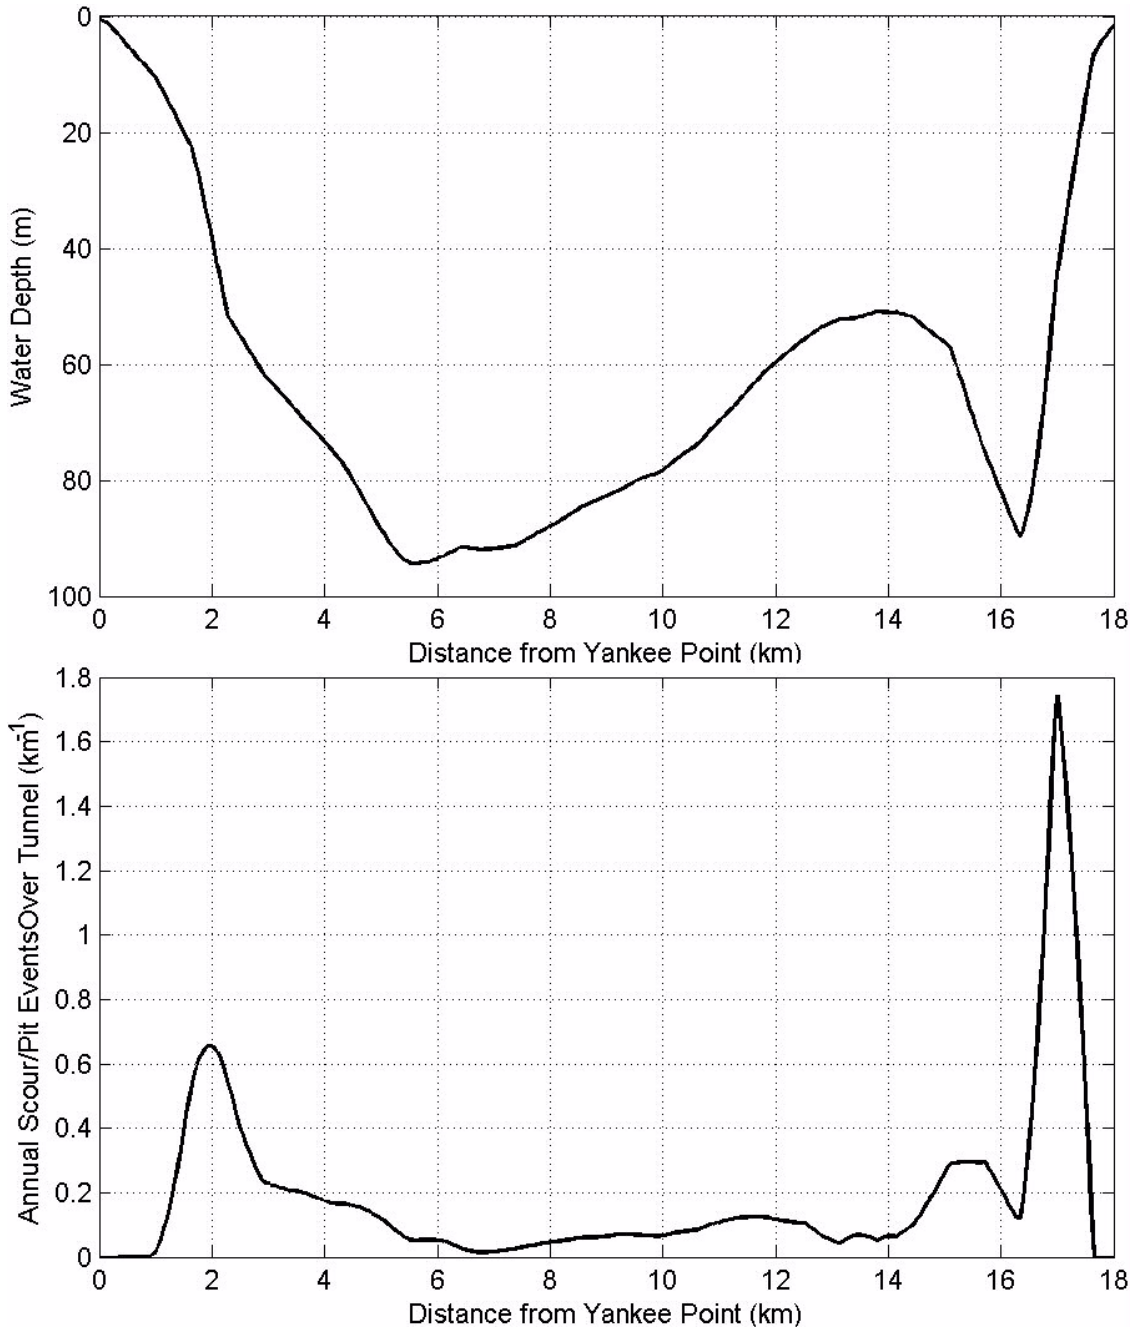 0
20
40
60
80
100
Water Depth (m)
0 2 4 6 8 10 12 14 16 18
Distance from Yankee Point (km)
1.8
1.6
1.4
1.2
1
0.8
0.6
0.4
0.2
0
Annual Scour/Pit EventsOver Tunnel (km-1)
0 2 4 6 8 10 12 14 16 18
Distance from Yankee Point (km)